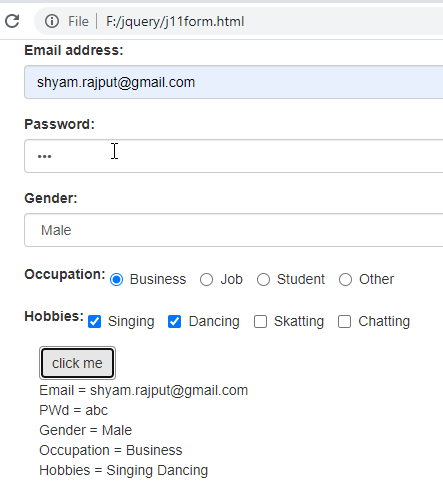 File | F:/jquery/j11form.html
Email address:
shyam.rajput@gmail.com
Password:
•••
Gender:
Male
Occupation: Business Job Student Other
Hobbies: Singing Dancing Skatting Chatting
click me
Email = shyam.rajput@gmail.com
PWd = abc
Gender = Male
Occupation = Business
Hobbies = Singing Dancing